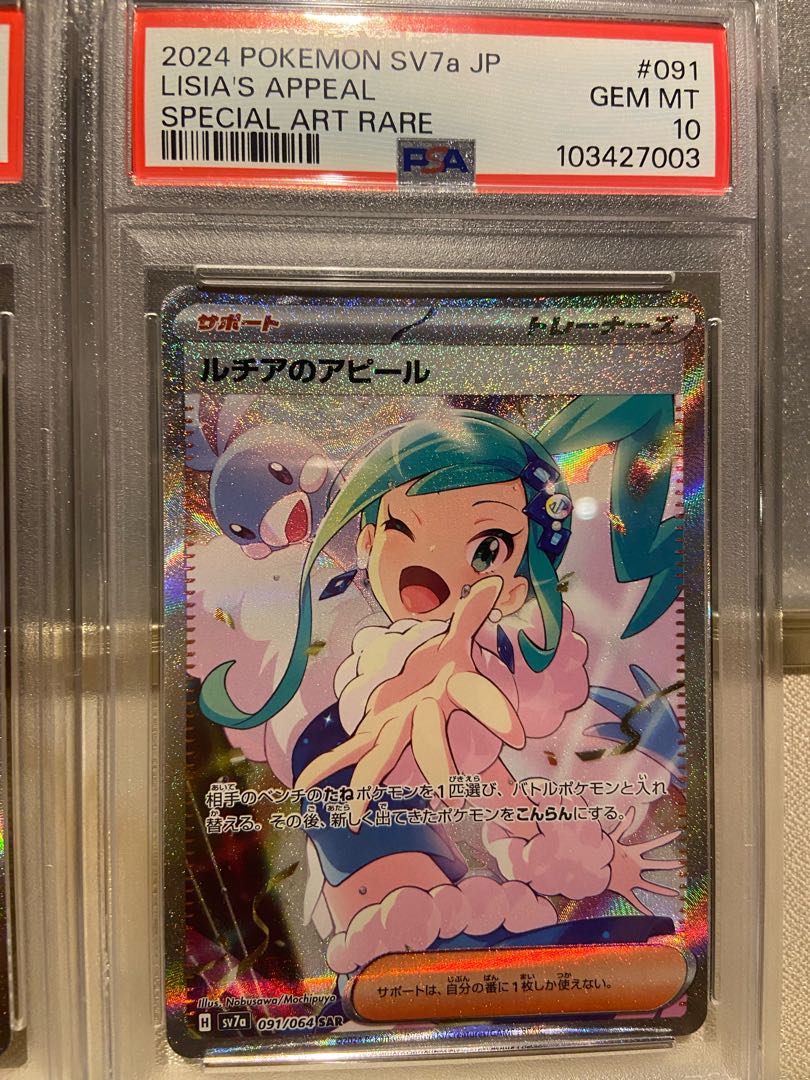 2024 POKEMON SV7a JP #091
LISIA'S APPEAL GEM MT
SPECIAL ART RARE 10
PSA 103427003
サポート トレーナーズ
ルチアのアピール
相手のベンチのたねポケモンを1匹選び、バトルポケモンと入れ
替える。その後、新しく出てきたポケモンをこんらんにする。
サポートは、自分の番に1枚しか使えない。
Illus. Nobusawa/Mochipuyo
H sv7a 091/064 SAR